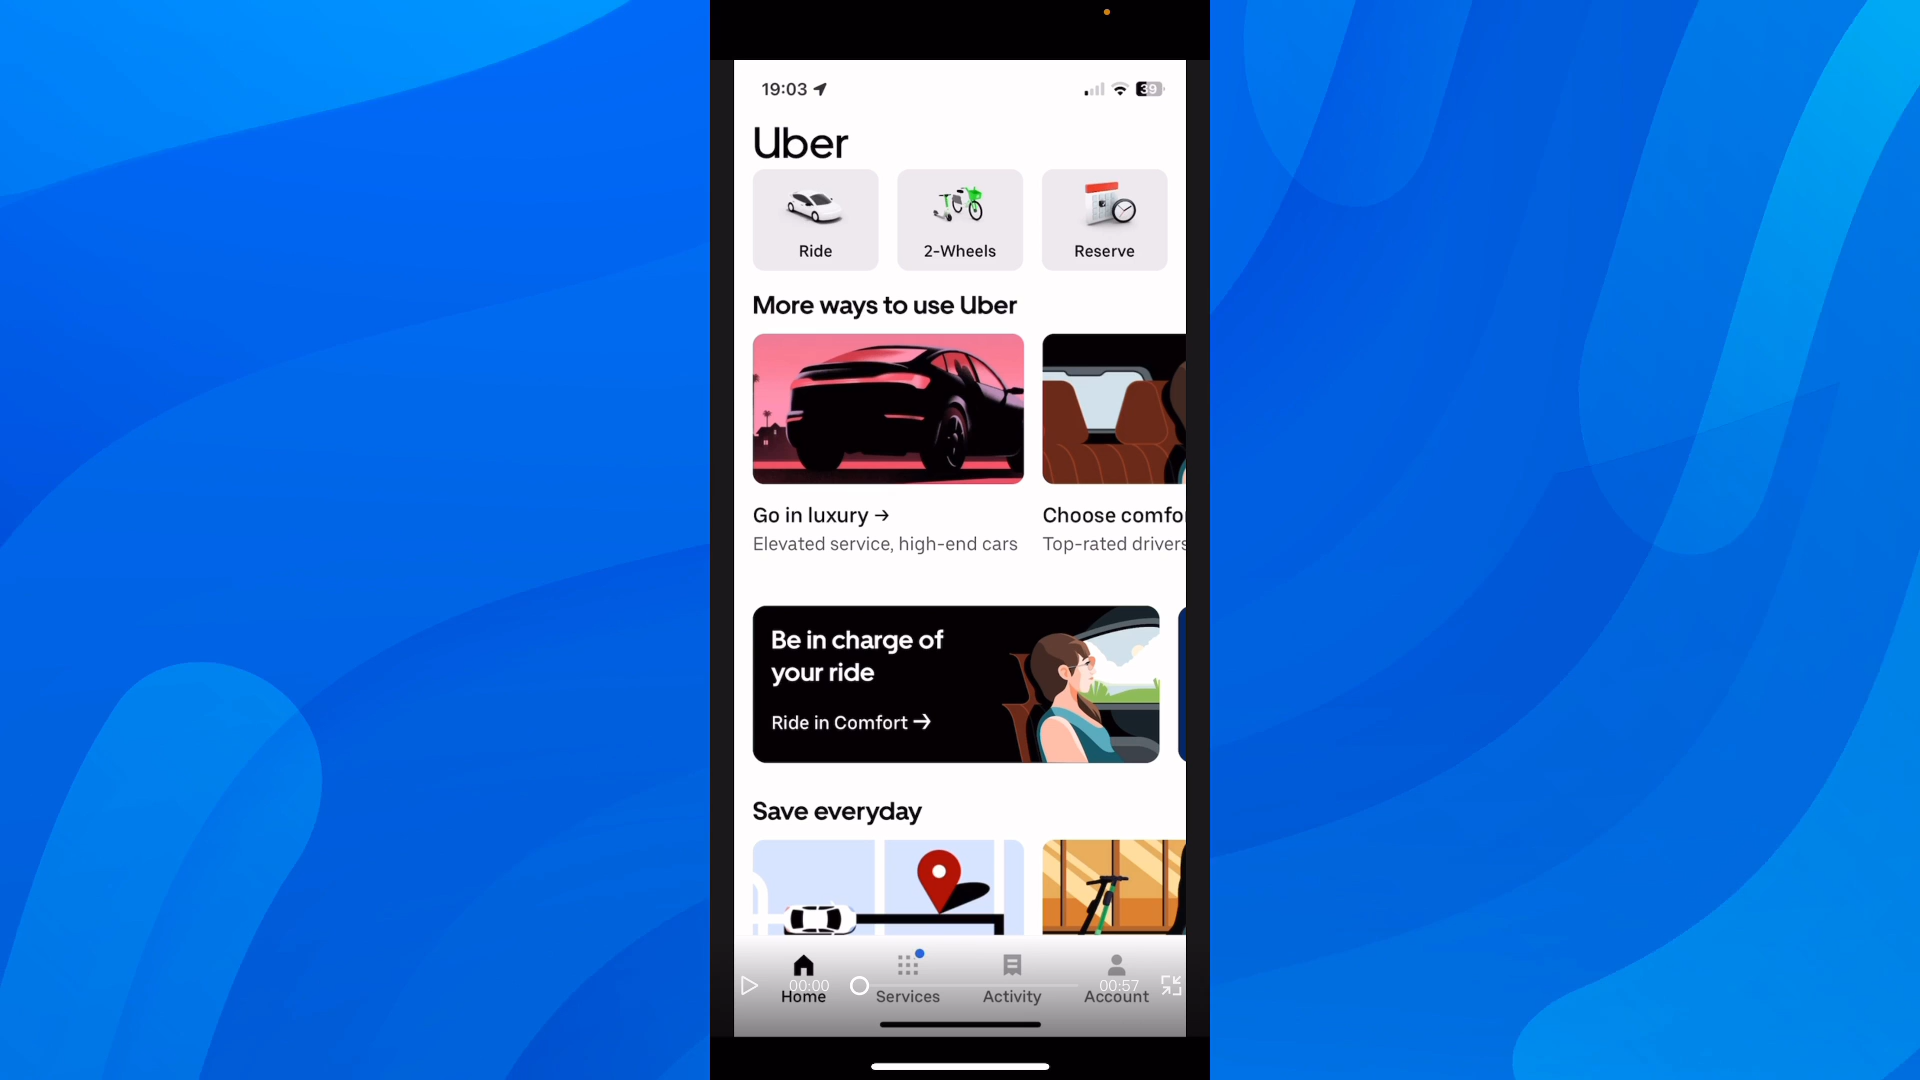 19:03
39
Uber
Ride
2-Wheels
Reserve
More ways to use Uber
Go in luxury →
Elevated service, high-end cars
Choose comfo
Top-rated drivers
Be in charge of
your ride
Ride in Comfort →
Save everyday
00:00
00:57
Home
Services
Activity
Account